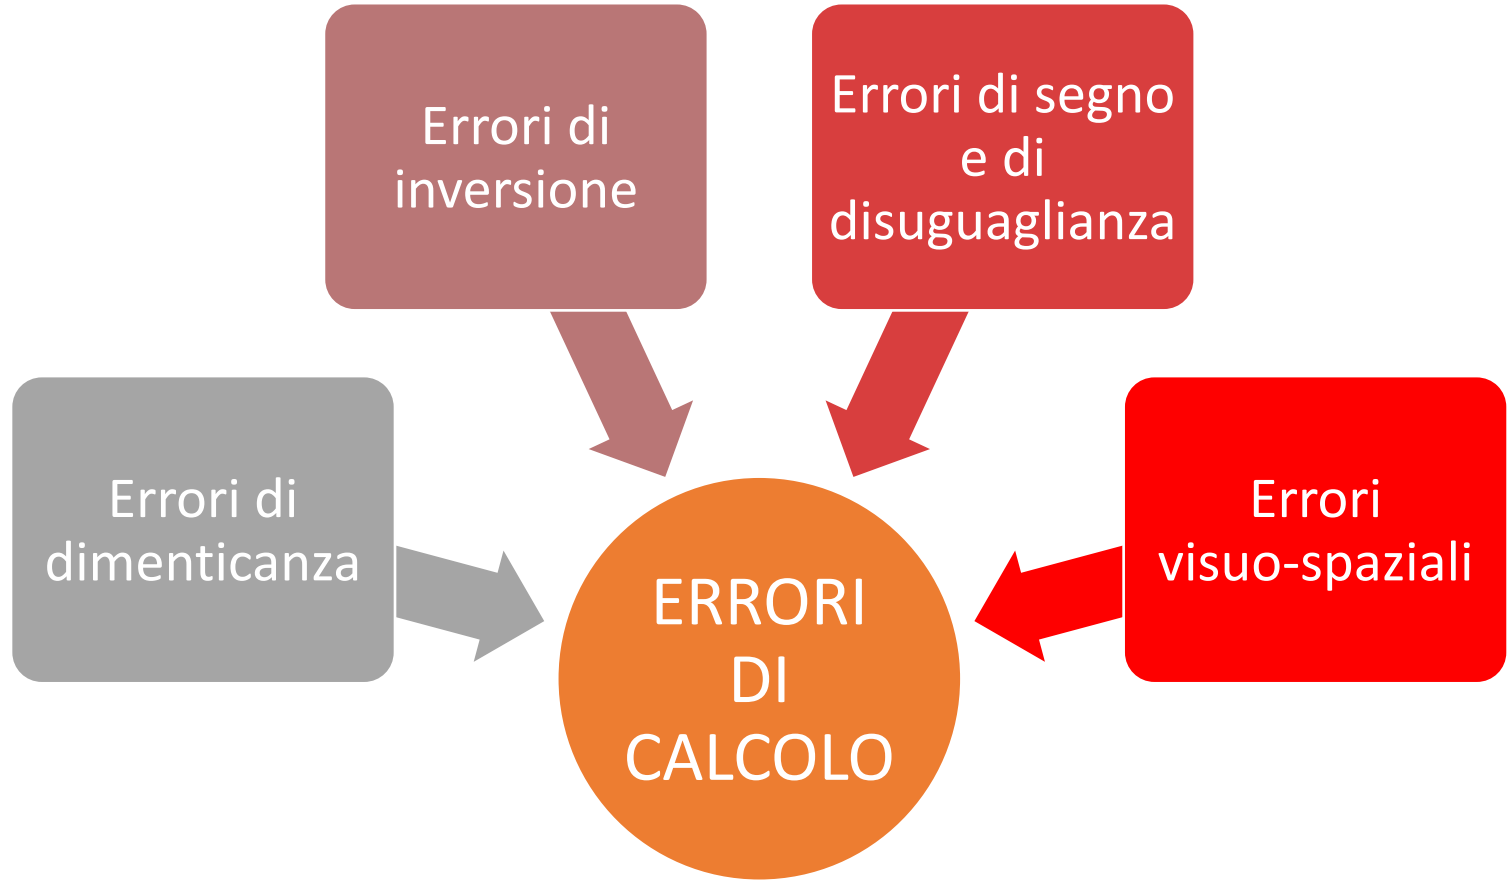 Errori di
dimenticanza
Errori di
inversione
Errori di segno
e di
disuguaglianza
Errori
visuo-spaziali
ERRORI
DI
CALCOLO